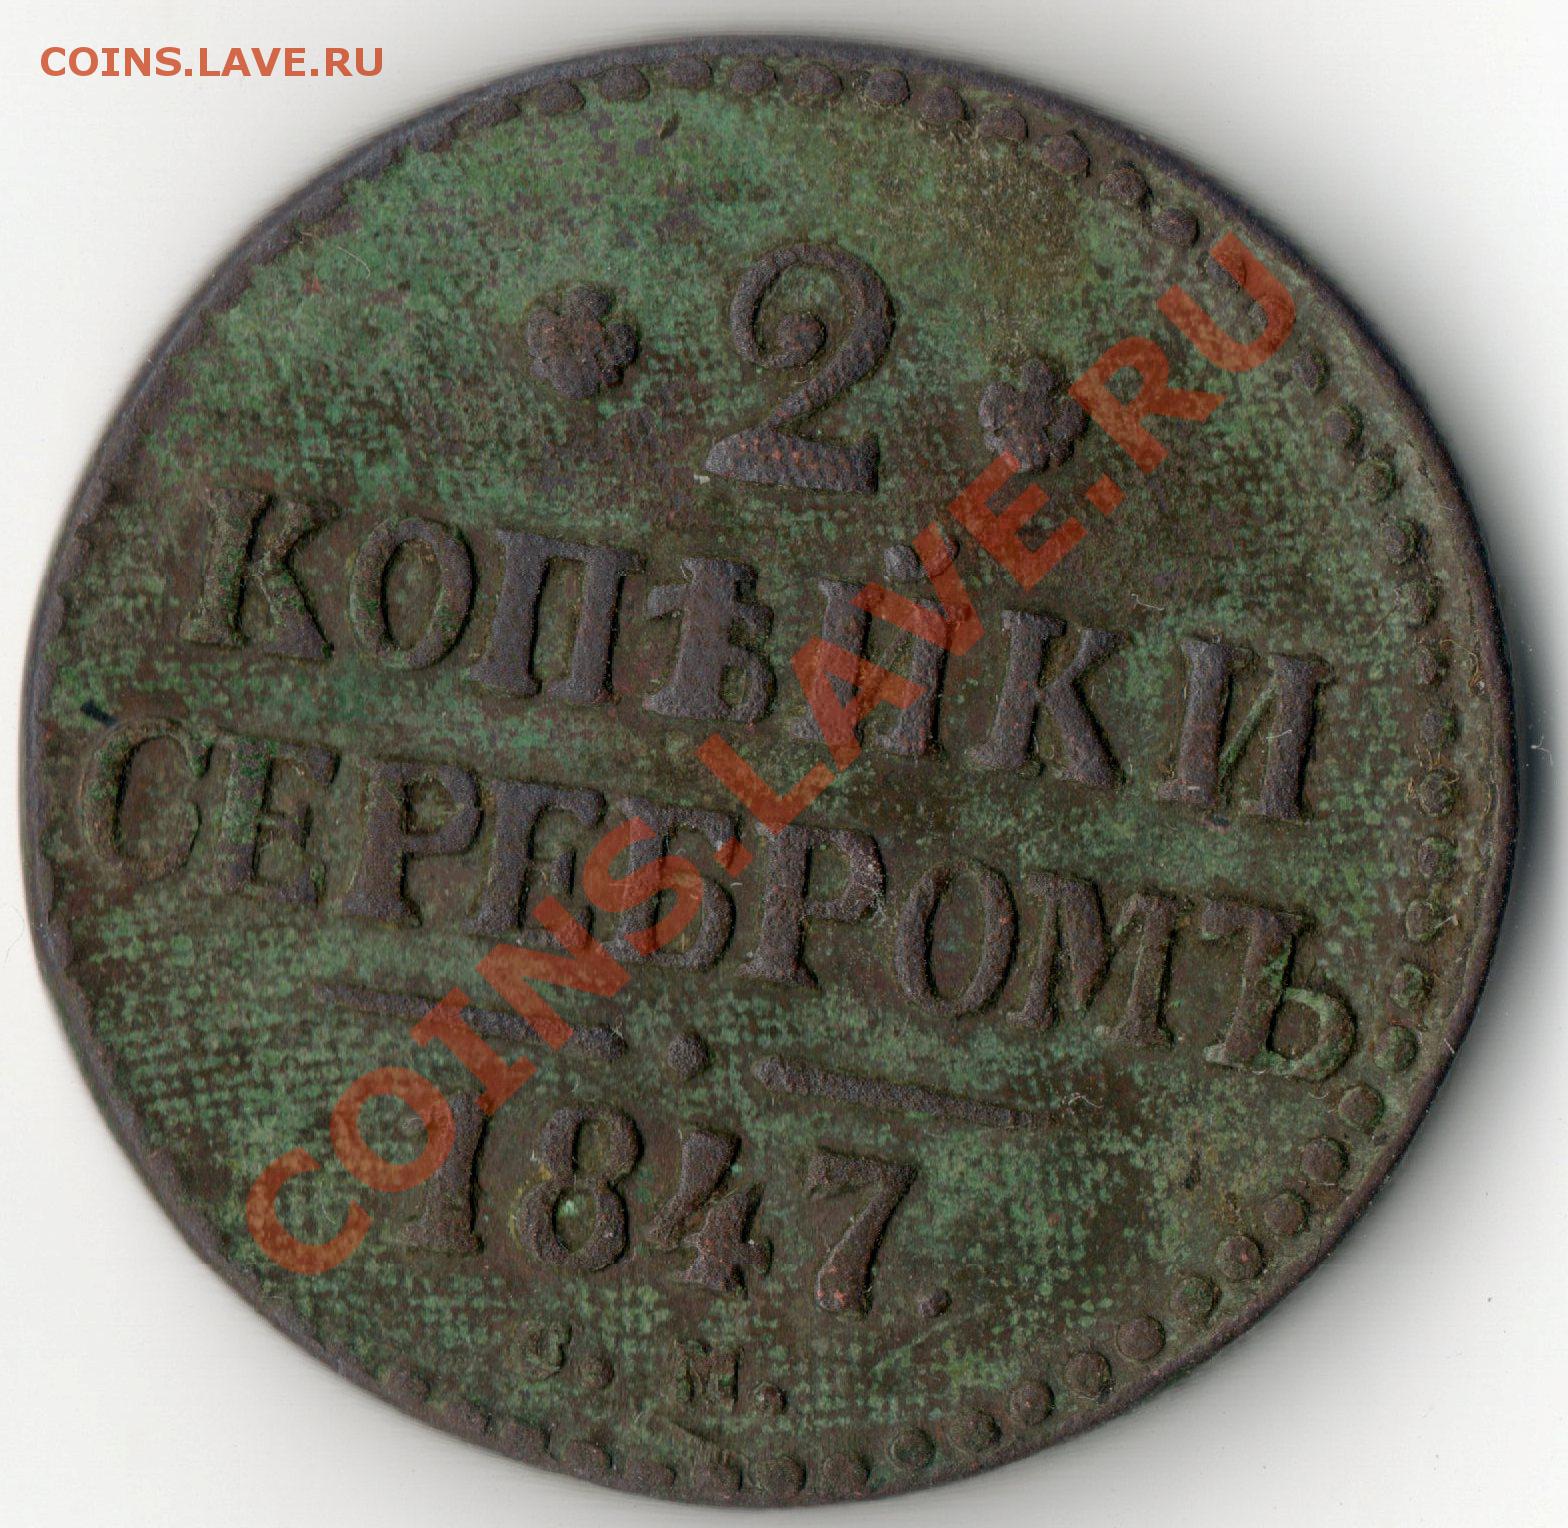 COINS.LAVE.RU
2
КОПѢЙКИ
СЕРЕБРОМЪ
1847.
С. М.
COINS.LAVE.RU